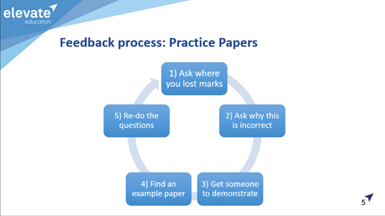 elevate
education
Feedback process: Practice Papers
1) Ask where
you lost marks
2) Ask why this
is incorrect
3) Get someone
to demonstrate
4) Find an
example paper
5) Re-do the
questions
5